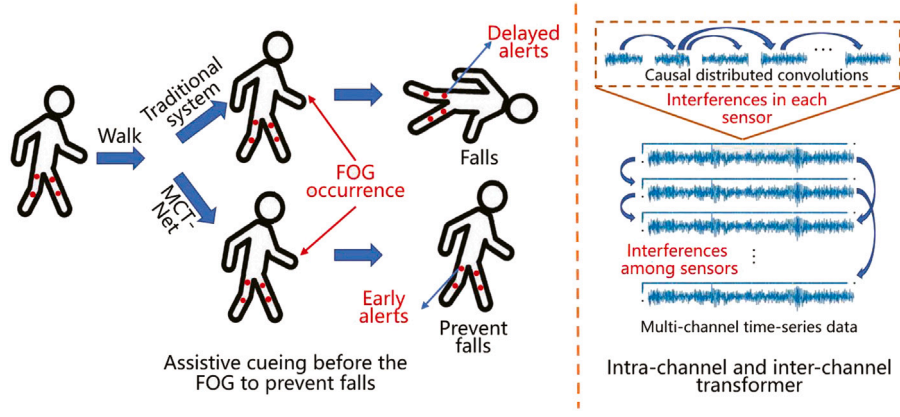 Walk
Traditional
system
MCT-
Net
FOG
occurrence
Delayed
alerts
Falls
Early
alerts
Prevent
falls
Assistive cueing before the
FOG to prevent falls
...
Causal distributed convolutions
Interferences in each
sensor
Interferences
among sensors
Multi-channel time-series data
Intra-channel and inter-channel
transformer